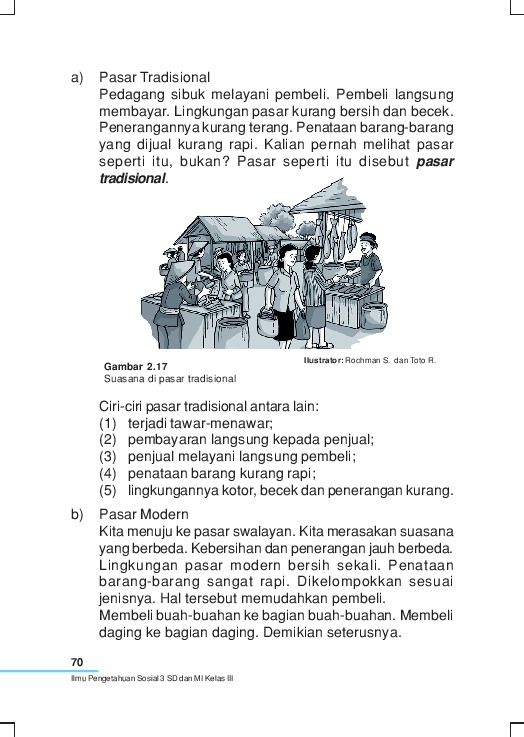 a) Pasar Tradisional
Pedagang sibuk melayani pembeli. Pembeli langsung
membayar. Lingkungan pasar kurang bersih dan becek.
Penerangannya kurang terang. Penataan barang-barang
yang dijual kurang rapi. Kalian pernah melihat pasar
seperti itu, bukan? Pasar seperti itu disebut pasar
tradisional.
Ilustrator: Rochman S. dan Toto R.
Gambar 2.17
Suasana di pasar tradisional
Ciri-ciri pasar tradisional antara lain:
(1) terjadi tawar-menawar;
(2) pembayaran langsung kepada penjual;
(3) penjual melayani langsung pembeli;
(4) penataan barang kurang rapi;
(5) lingkungannya kotor, becek dan penerangan kurang.
b) Pasar Modern
Kita menuju ke pasar swalayan. Kita merasakan suasana
yang berbeda. Kebersihan dan penerangan jauh berbeda.
Lingkungan pasar modern bersih sekali. Penataan
barang-barang sangat rapi. Dikelompokkan sesuai
jenisnya. Hal tersebut memudahkan pembeli.
Membeli buah-buahan ke bagian buah-buahan. Membeli
daging ke bagian daging. Demikian seterusnya.
70
Ilmu Pengetahuan Sosial 3 SD dan MI Kelas III